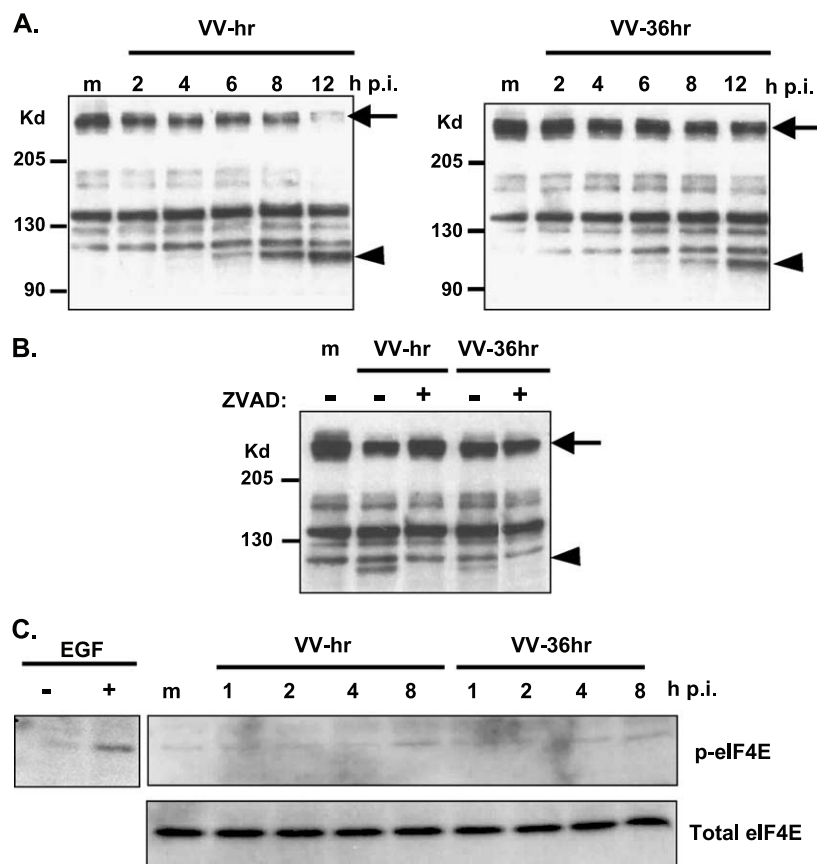 A.
VV-hr
m 2 4 6 8 12 h p.i.
Kd
205
130
90
VV-36hr
m 2 4 6 8 12 h p.i.
Kd
205
130
90
B.
m VV-hr VV-36hr
ZVAD: - - + - +
Kd
205
130
C.
EGF
- +
VV-hr VV-36hr
m 1 2 4 8 1 2 4 8 h p.i.
p-eIF4E
Total eIF4E